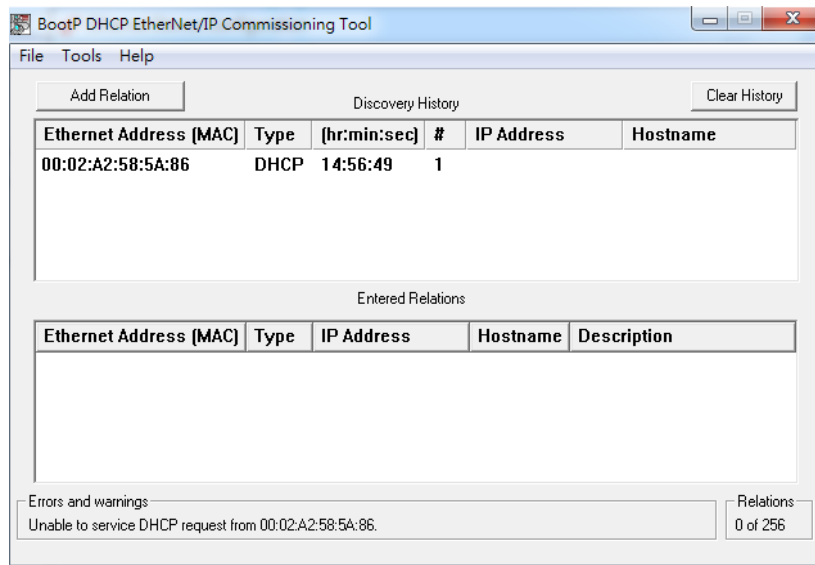 BootP DHCP EtherNet/IP Commissioning Tool
File Tools Help
Add Relation
Discovery History
Clear History
Ethernet Address (MAC) Type (hr:min:sec) # IP Address Hostname
00:02:A2:58:5A:86 DHCP 14:56:49 1
Entered Relations
Ethernet Address (MAC) Type IP Address Hostname Description
Errors and warnings
Unable to service DHCP request from 00:02:A2:58:5A:86.
Relations
0 of 256